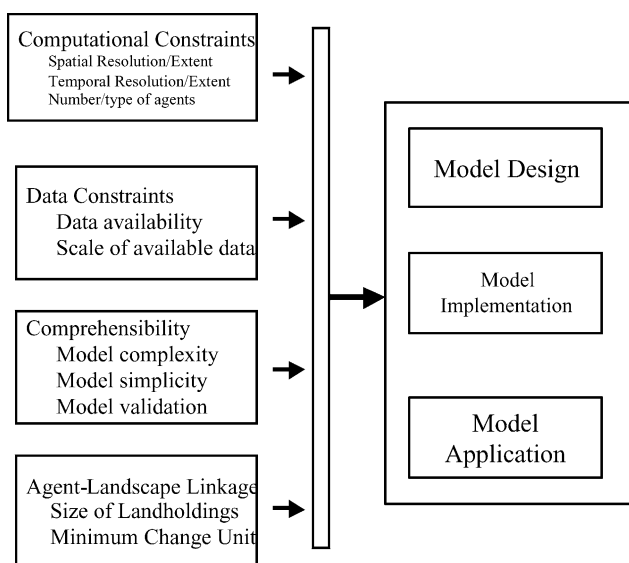 Computational Constraints
Spatial Resolution/Extent
Temporal Resolution/Extent
Number/type of agents
Data Constraints
Data availability
Scale of available data
Comprehensibility
Model complexity
Model simplicity
Model validation
Agent-Landscape Linkage
Size of Landholdings
Minimum Change Unit
Model Design
Model
Implementation
Model
Application